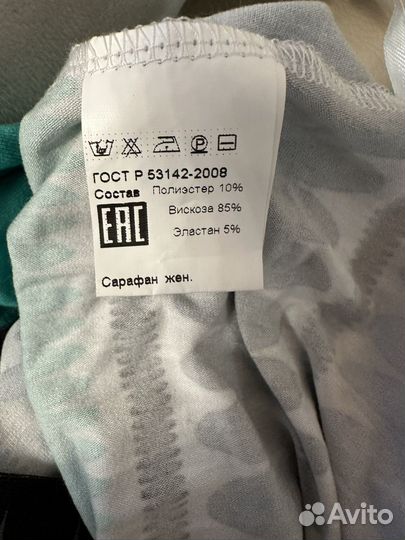 ГОСТ Р 53142-2008
Состав Полиэстер 10%
Вискоза 85%
EAC
Эластан 5%
Сарафан жен.
Avito